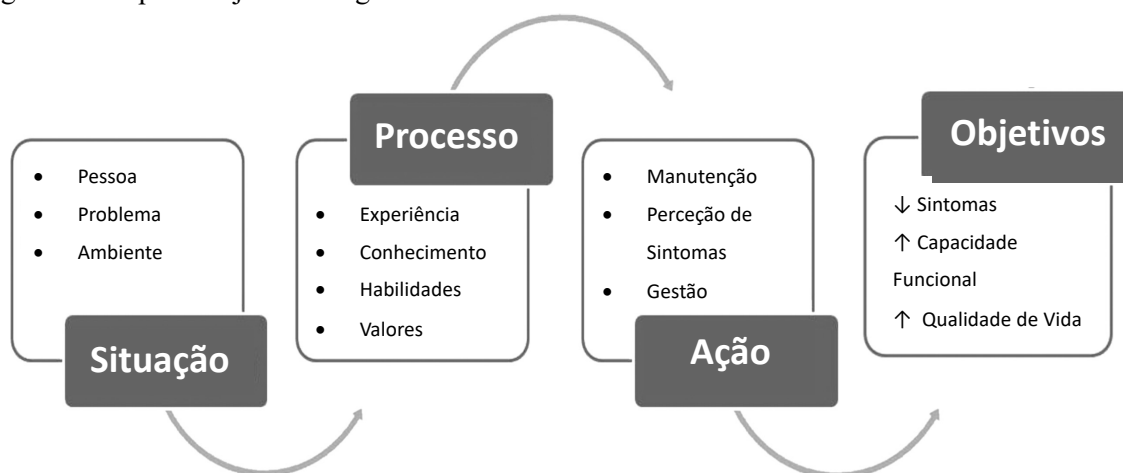 Situação
• Pessoa
• Problema
• Ambiente
Processo
• Experiência
• Conhecimento
• Habilidades
• Valores
Ação
• Manutenção
• Perceção de
Sintomas
• Gestão
Objetivos
↓ Sintomas
↑ Capacidade
Funcional
↑ Qualidade de Vida